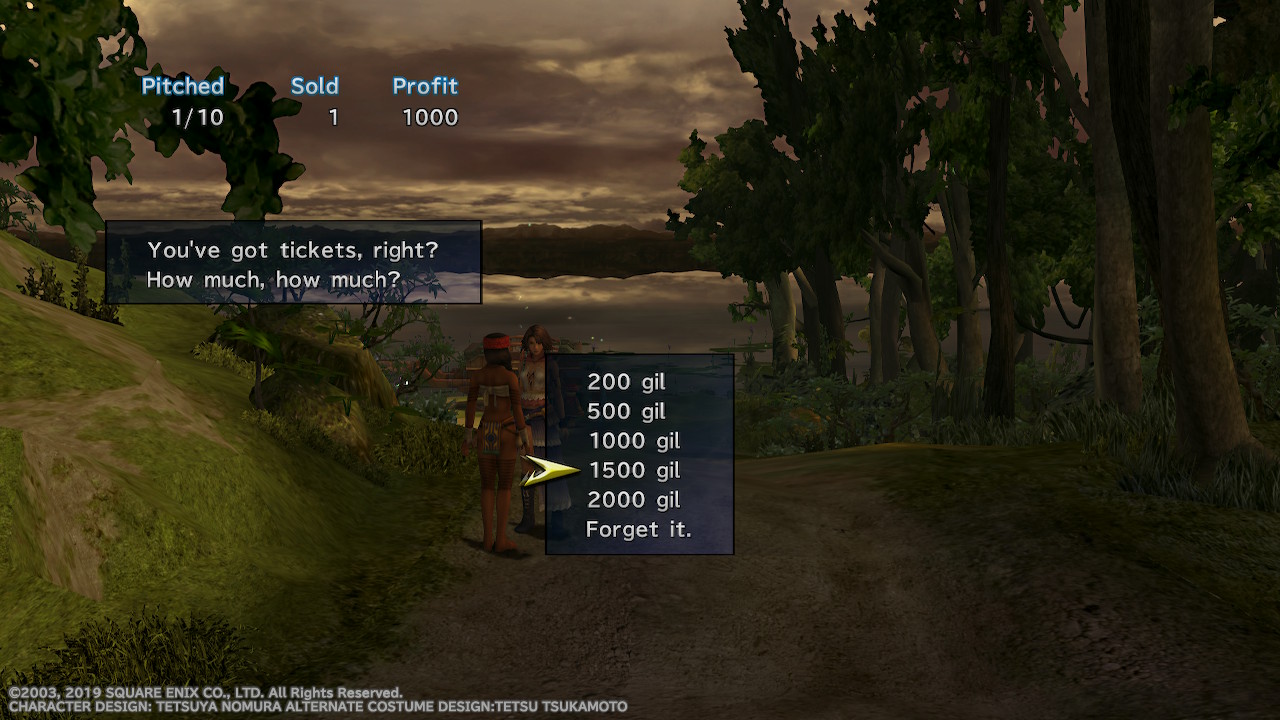 Pitched Sold Profit
1/10 1 1000
You've got tickets, right?
How much, how much?
200 gil
500 gil
1000 gil
1500 gil
2000 gil
Forget it.
©2003, 2019 SQUARE ENIX CO., LTD. All Rights Reserved.
CHARACTER DESIGN: TETSUYA NOMURA ALTERNATE COSTUME DESIGN:TETSU TSUKAMOTO